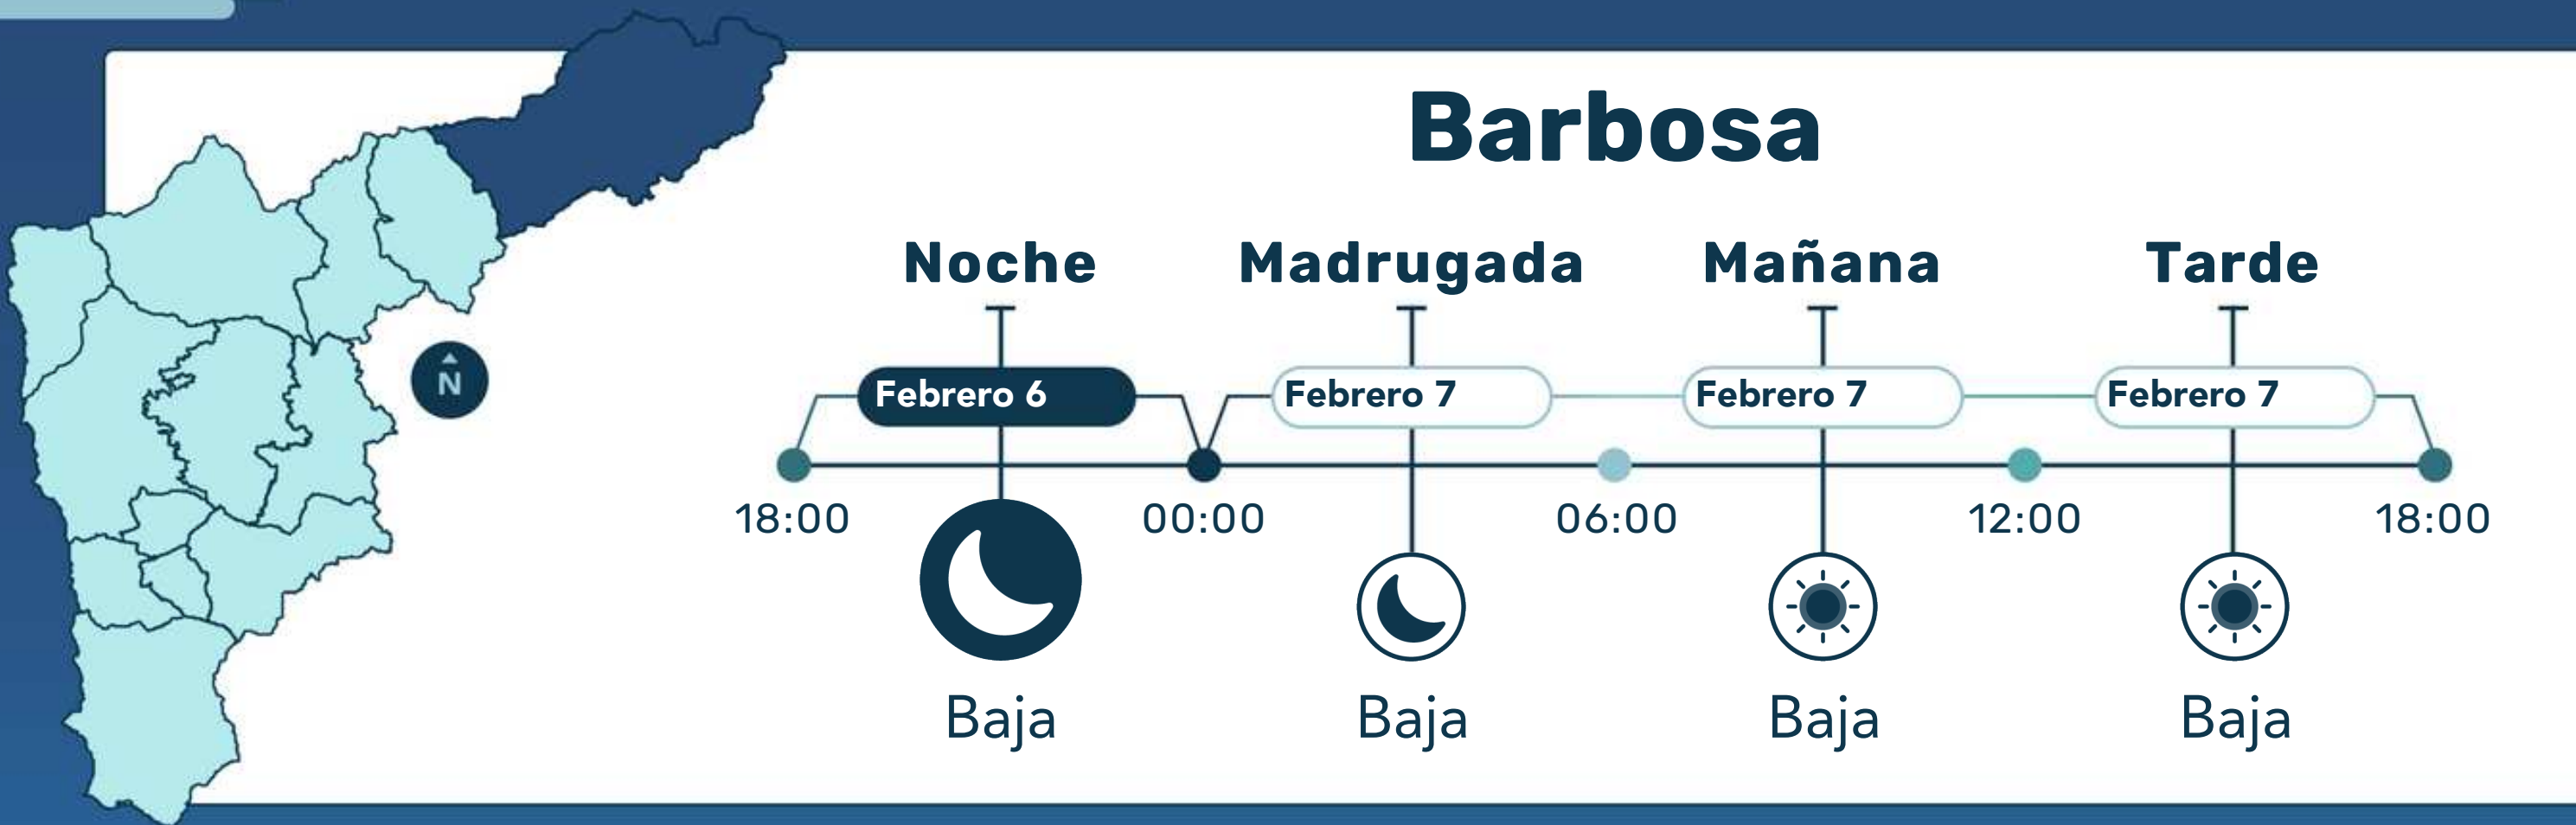 Barbosa
Noche Madrugada Mañana Tarde
N
Febrero 6 Febrero 7 Febrero 7 Febrero 7
18:00 00:00 06:00 12:00 18:00
Baja Baja Baja Baja